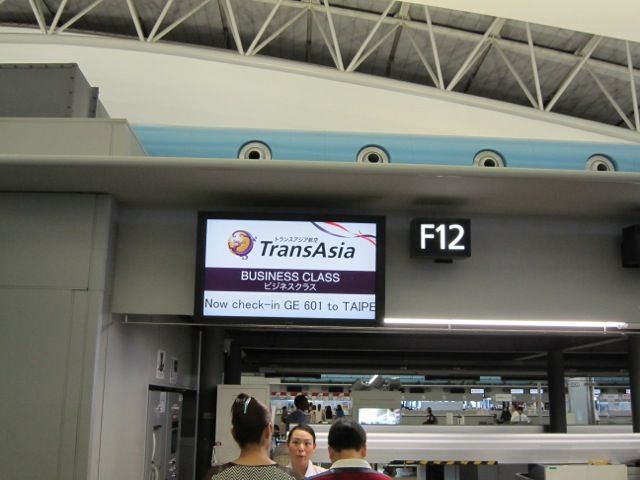 トランスアジア航空
TransAsia
BUSINESS CLASS
ビジネスクラス
Now check-in GE 601 to TAIPE
F12